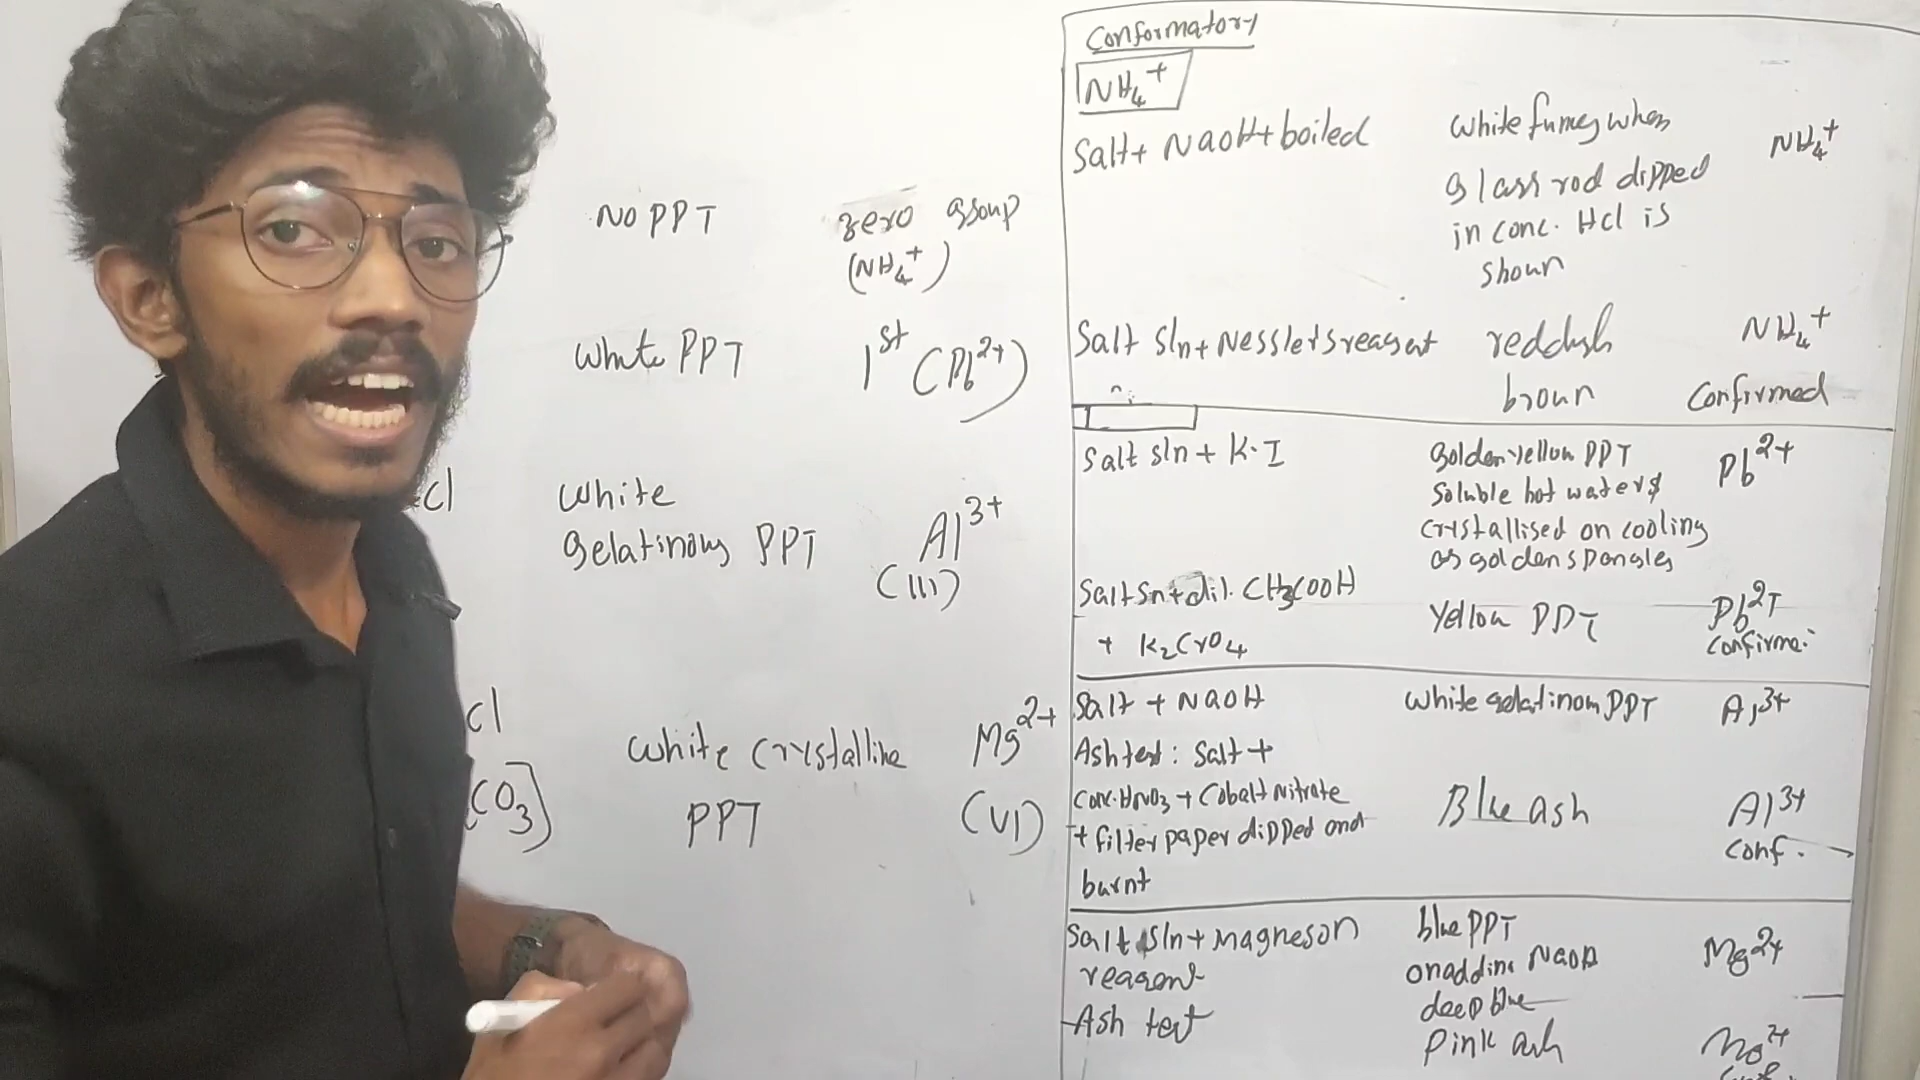 NO PPT
zero group
(NH4+)
White PPT
1st (Pb2+)
cl
white
gelatinous PPT
Al3+
(III)
cl
CO3)
white crystalline
PPT
Mg2+
(VI)
Conformatory
NH4+
Salt+ NaOH+boiled
white fumes when
glass rod dipped
in conc. Hcl is
shown
NH4+
Salt sln+Nessler's reagent
reddish
brown
NH4+
Confirmed
Salt sln + K.I
Golden yellow PPT
soluble hot water &
crystallised on cooling
as golden spangles
Pb2+
Salt sn+dil. CH3COOH
+ K2CrO4
Yellow PPT
Pb2+
Confirme.
Salt + NaOH
White gelatinous PPT
Al3+
Ash test: salt+
Conc.HNO3+Cobalt nitrate
+filter paper dipped and
burnt
Blue ash
Al3+
Conf.
Salt sln+Magneson
reagent
blue PPT
on adding NaOH
deep blue
Mg2+
Ash test
Pink ash
Mg2+